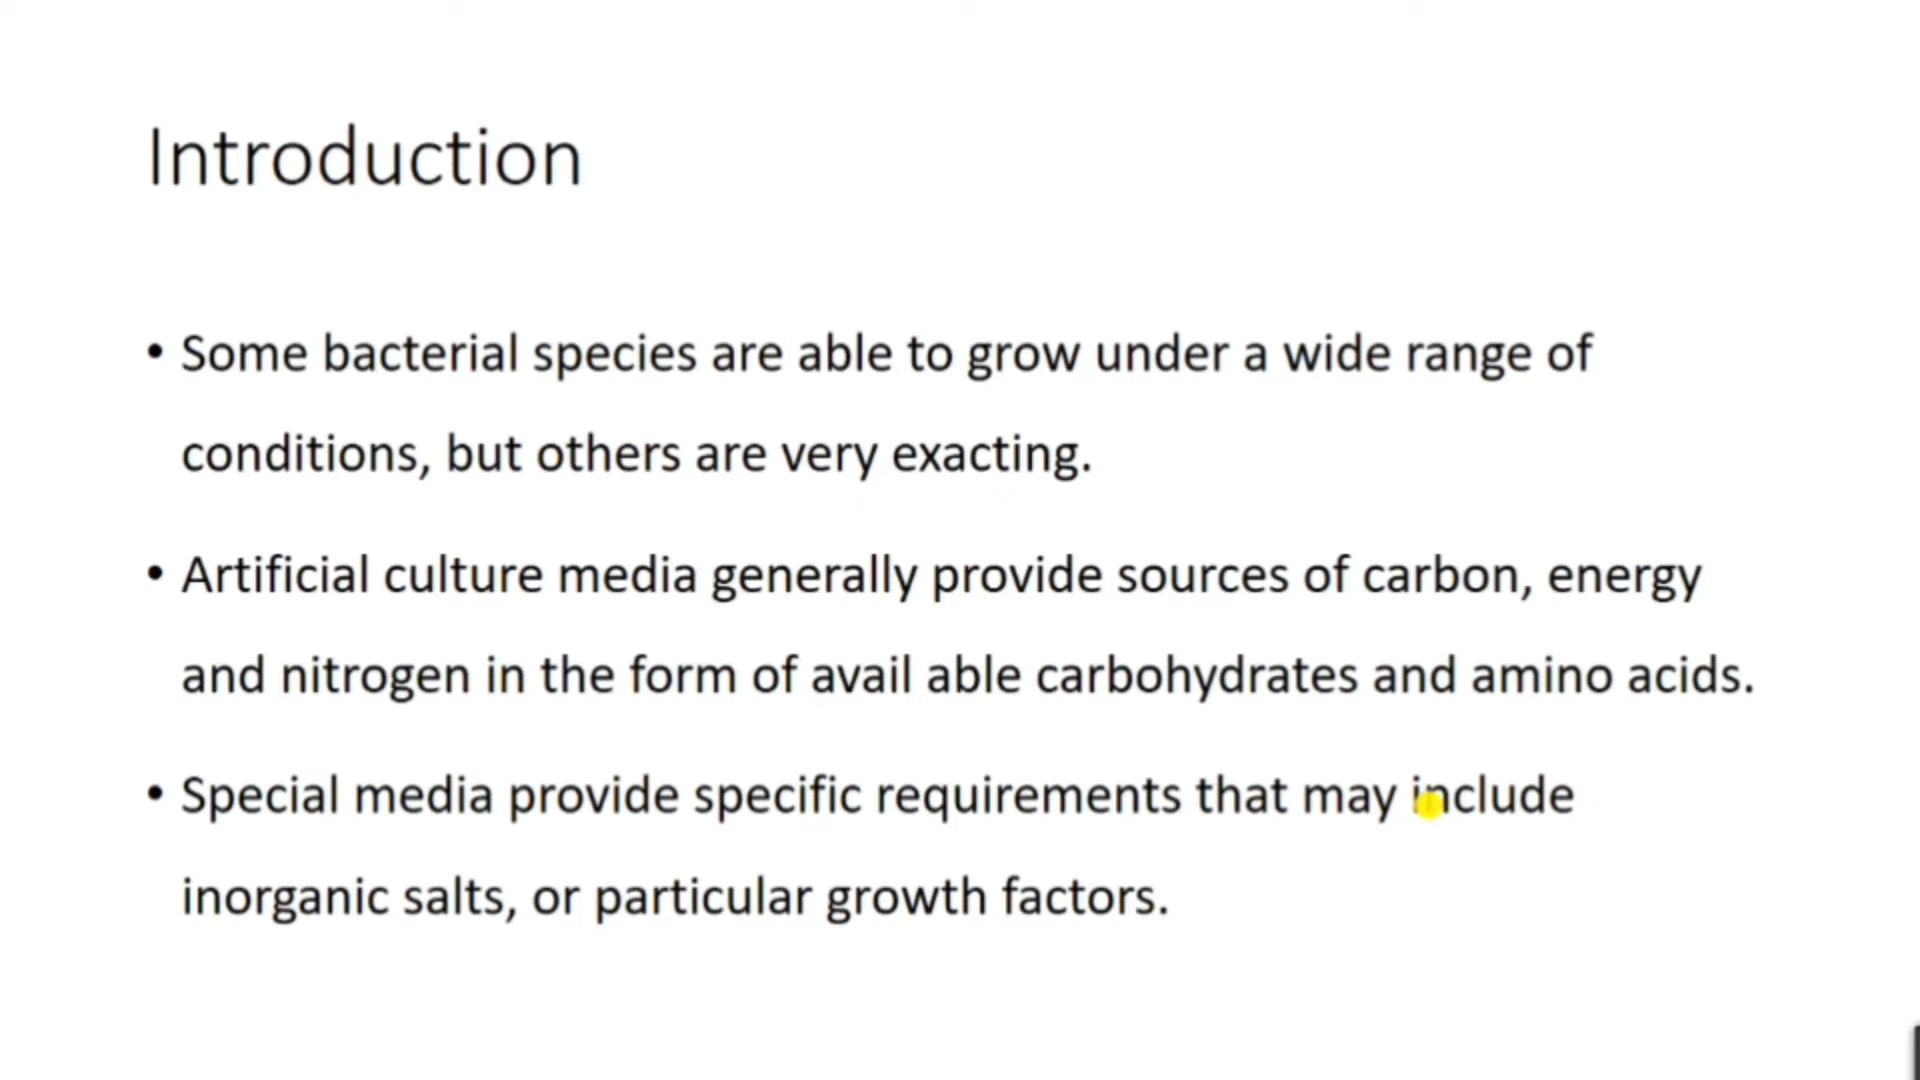 Introduction
• Some bacterial species are able to grow under a wide range of
conditions, but others are very exacting.
• Artificial culture media generally provide sources of carbon, energy
and nitrogen in the form of avail able carbohydrates and amino acids.
• Special media provide specific requirements that may include
inorganic salts, or particular growth factors.